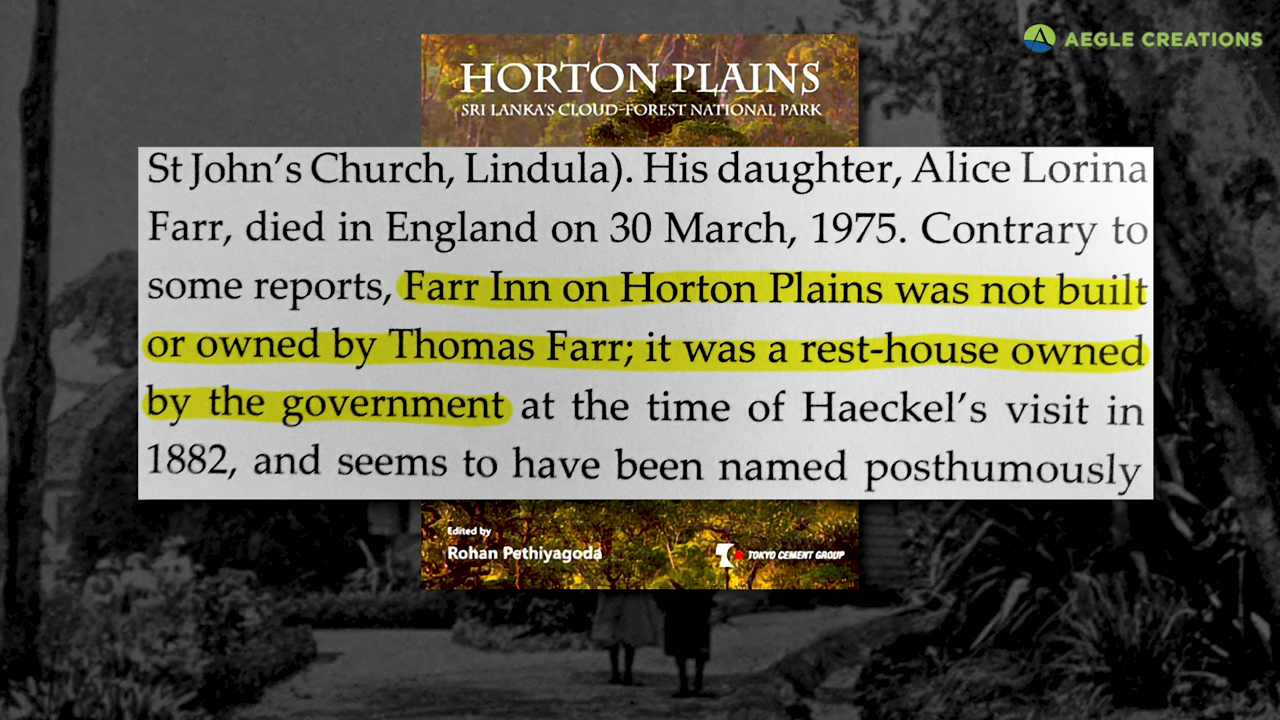 AEGLE CREATIONS
HORTON PLAINS
SRI LANKA'S CLOUD-FOREST NATIONAL PARK
St John's Church, Lindula). His daughter, Alice Lorina
Farr, died in England on 30 March, 1975. Contrary to
some reports, Farr Inn on Horton Plains was not built
or owned by Thomas Farr; it was a rest-house owned
by the government at the time of Haeckel's visit in
1882, and seems to have been named posthumously
Edited by
Rohan Pethiyagoda
TOKYO CEMENT GROUP